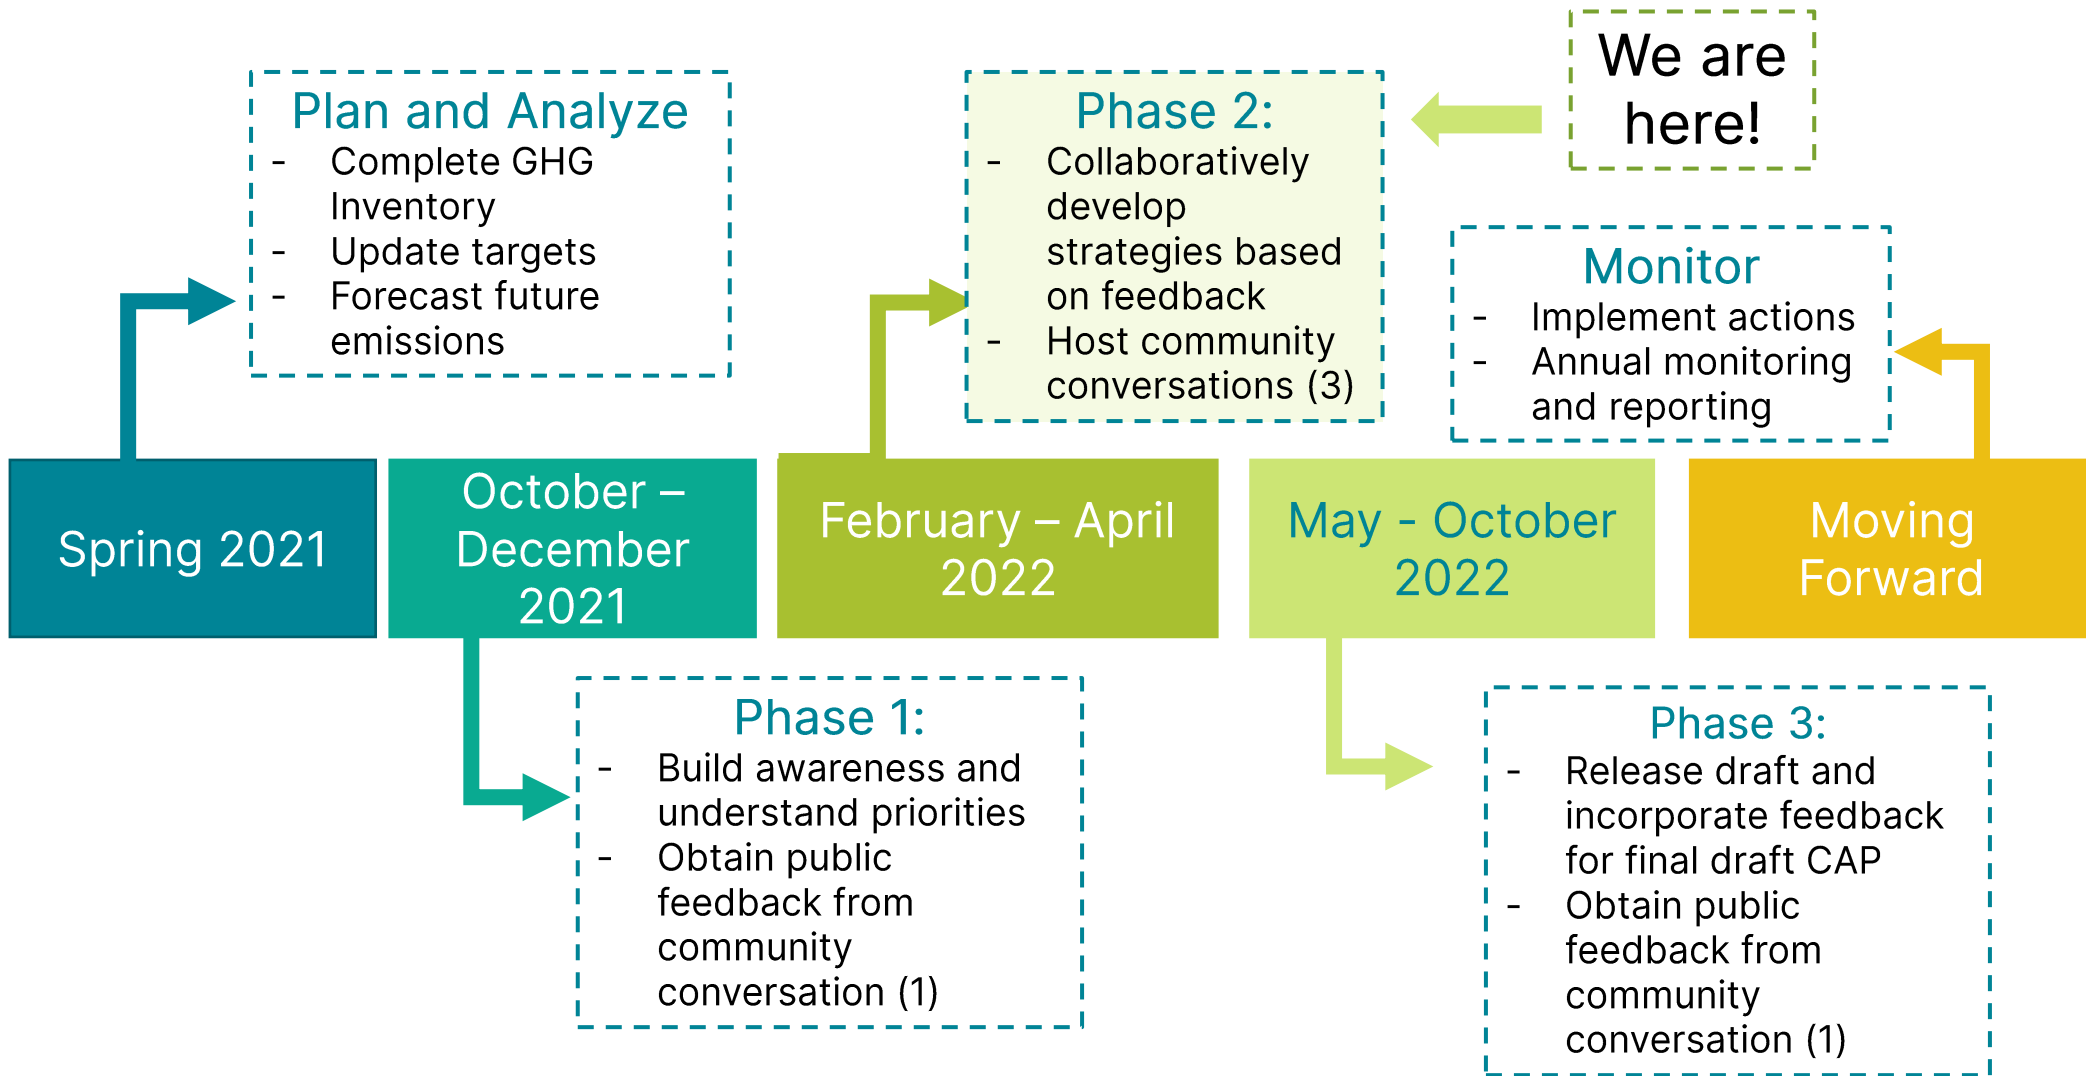 We are
here!
Plan and Analyze
- Complete GHG
Inventory
- Update targets
- Forecast future
emissions
Phase 2:
- Collaboratively
develop
strategies based
on feedback
- Host community
conversations (3)
Monitor
- Implement actions
- Annual monitoring
and reporting
Spring 2021
October –
December
2021
February – April
2022
May - October
2022
Moving
Forward
Phase 1:
- Build awareness and
understand priorities
- Obtain public
feedback from
community
conversation (1)
Phase 3:
- Release draft and
incorporate feedback
for final draft CAP
- Obtain public
feedback from
community
conversation (1)